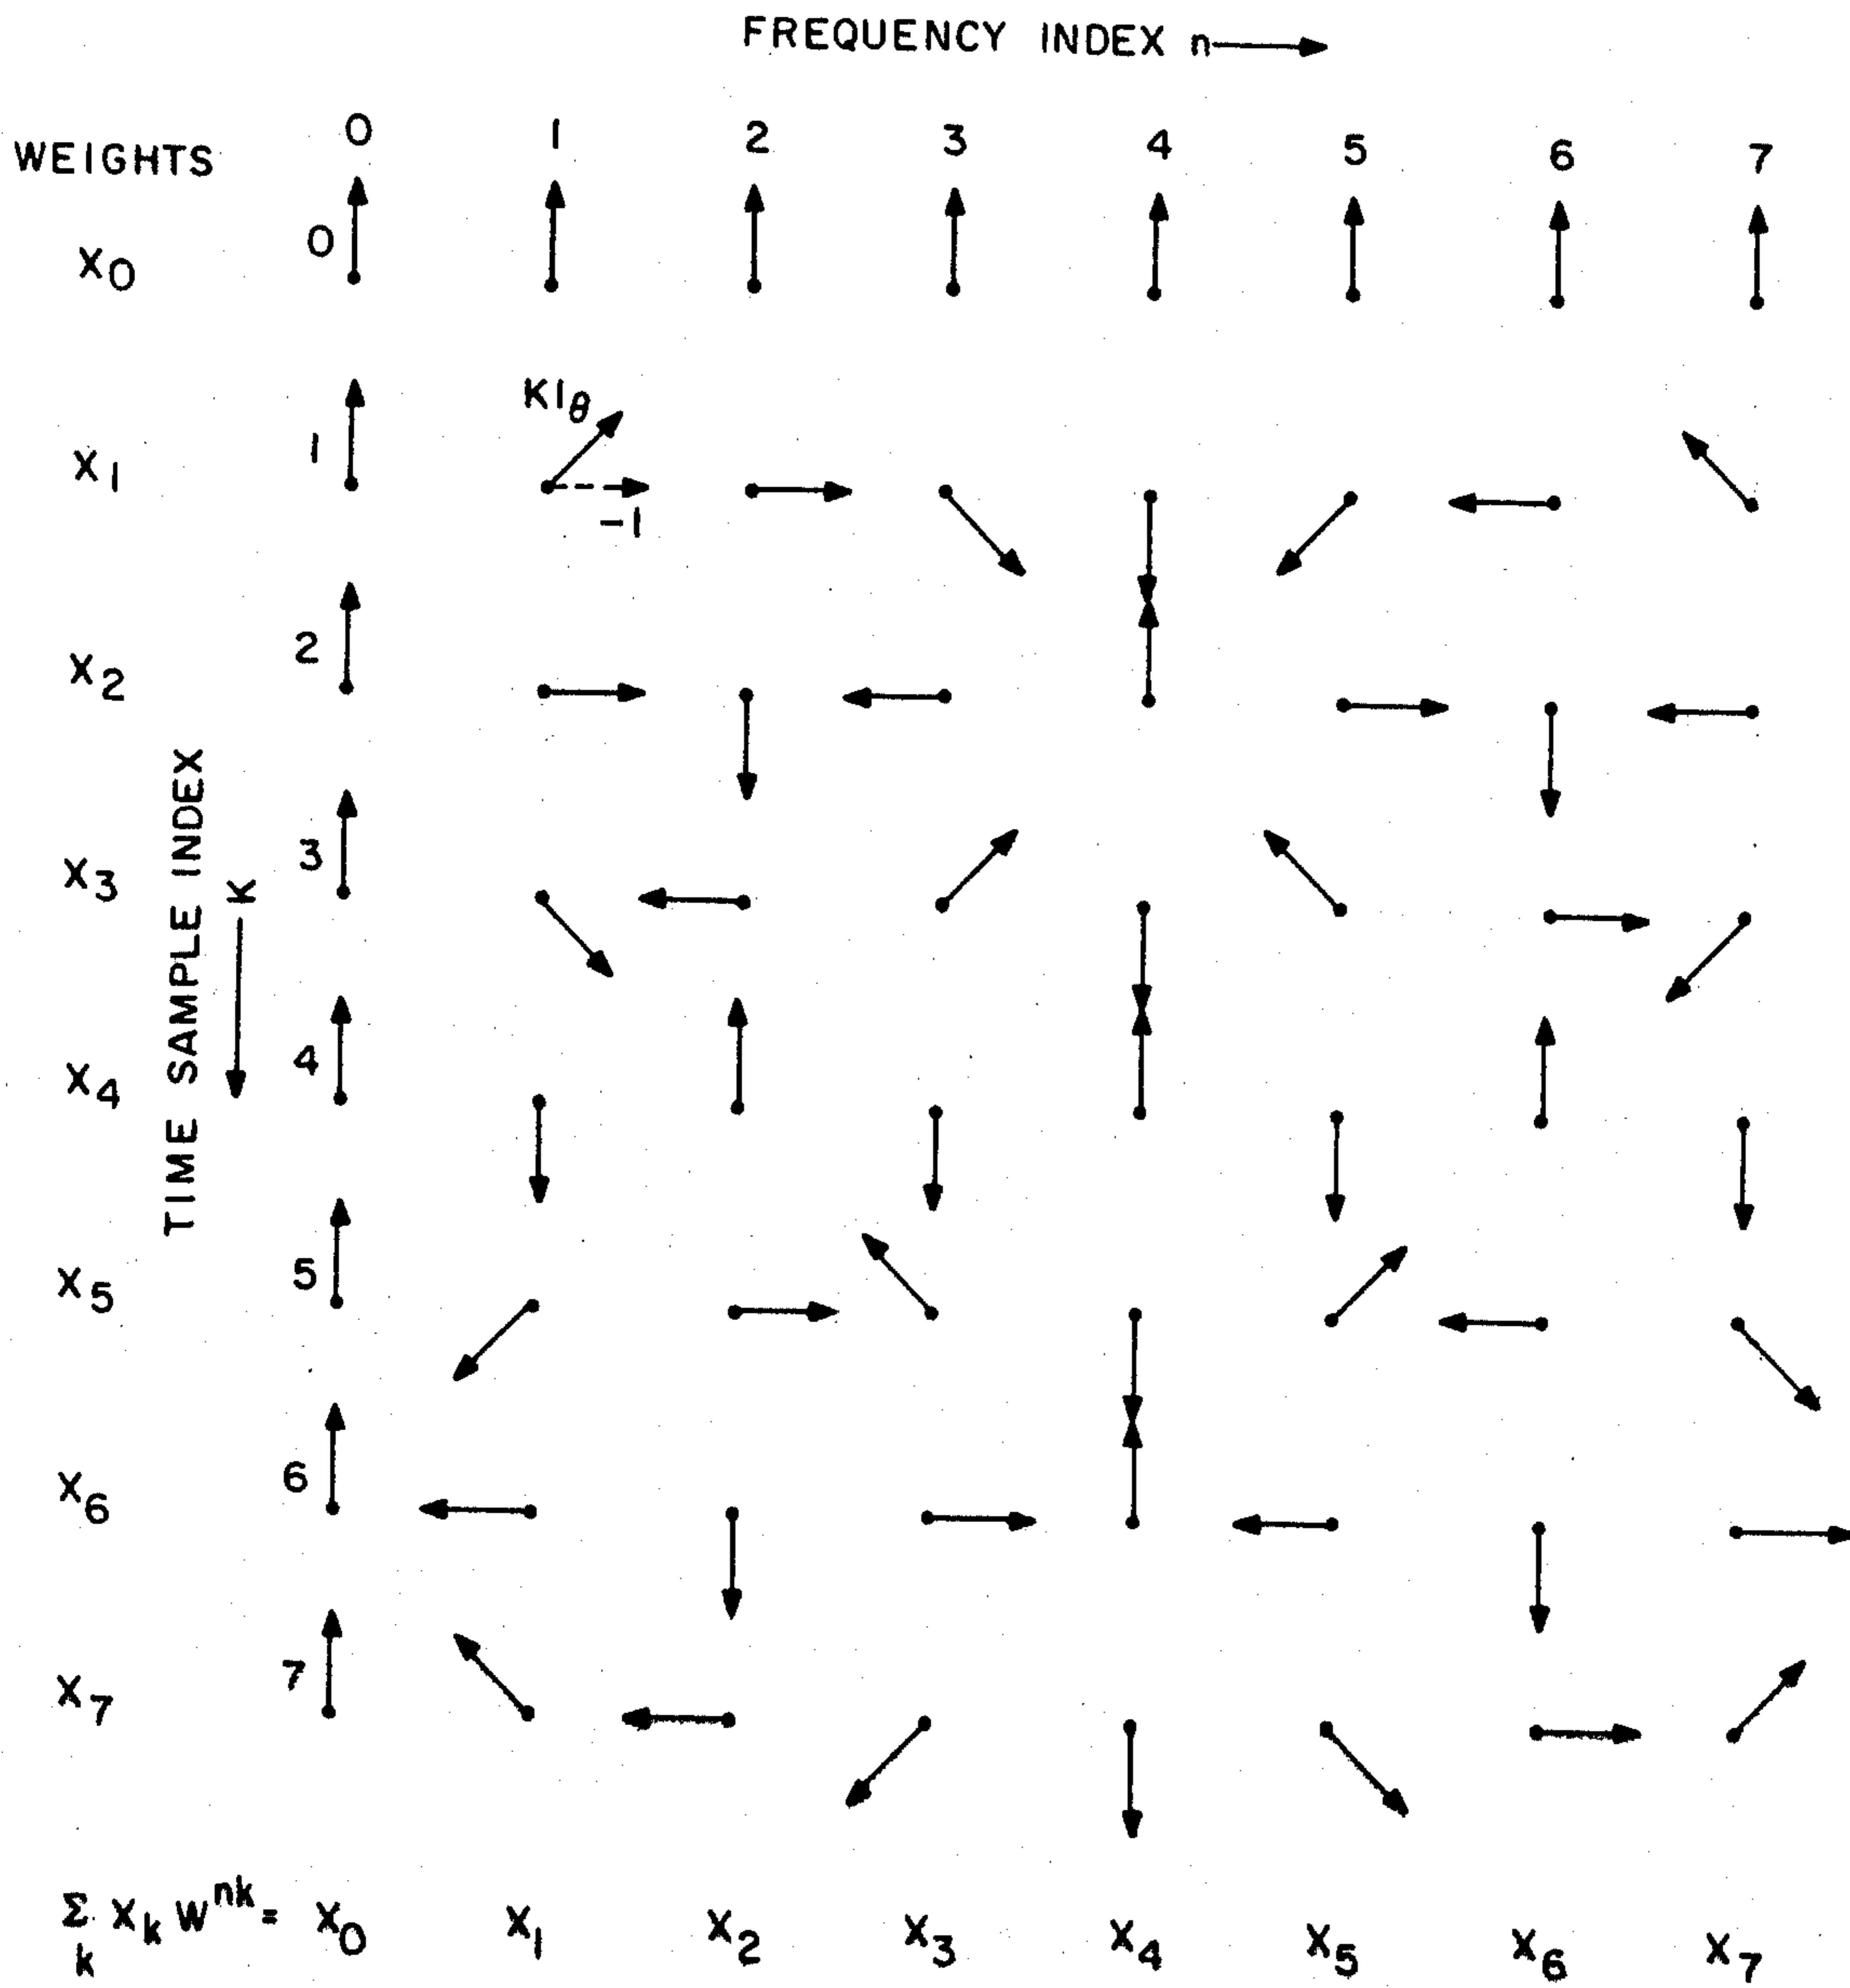 FREQUENCY INDEX n
WEIGHTS 0 1 2 3 4 5 6 7
X0 0
X1 1 K|θ -1
X2 2
TIME SAMPLE INDEX K
X3 3
X4 4
X5 5
X6 6
X7 7
Σ k Xk W^nk = X0 X1 X2 X3 X4 X5 X6 X7